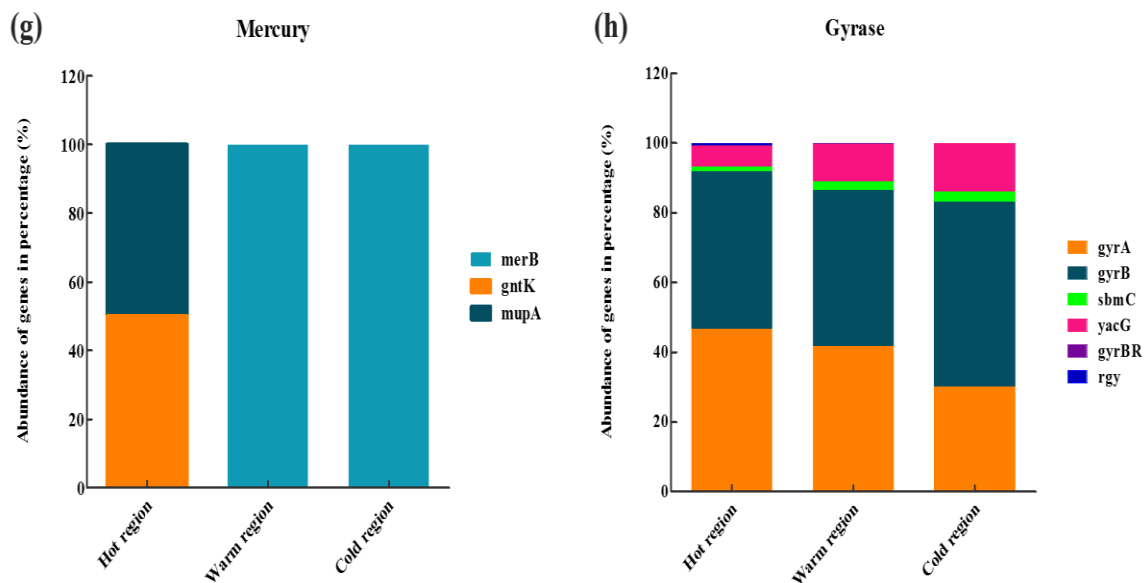 (g)
Mercury
Abundance of genes in percentage (%)
120
100
80
60
40
20
0
Hot region
Warm region
Cold region
merB
gntK
mupA
(h)
Gyrase
Abundance of genes in percentage (%)
120
100
80
60
40
20
0
Hot region
Warm region
Cold region
gyrA
gyrB
sbmC
yacG
gyrBR
rgy